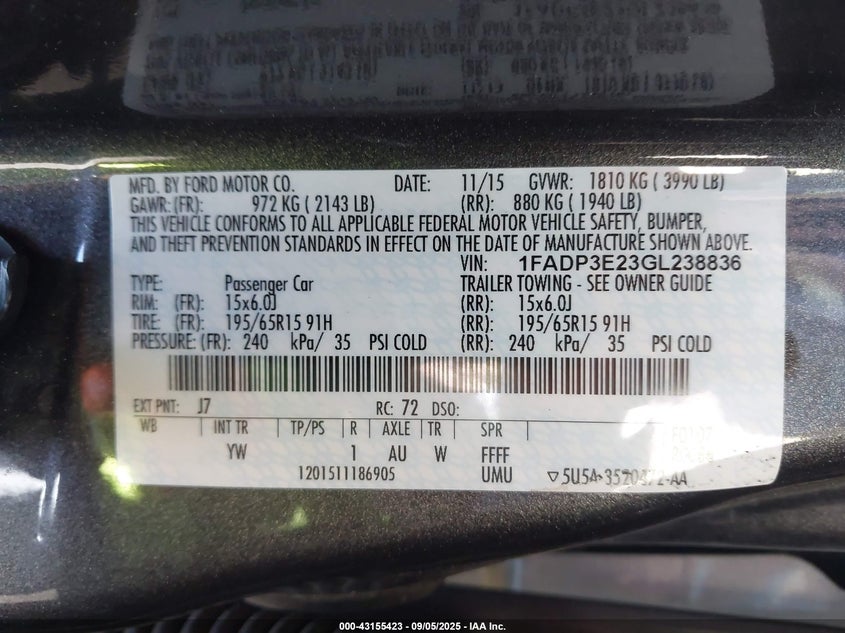 MFD. BY FORD MOTOR CO. DATE: 11/15 GVWR: 1810 KG ( 3990 LB)
GAWR: (FR): 972 KG ( 2143 LB) (RR): 880 KG ( 1940 LB)
THIS VEHICLE CONFORMS TO ALL APPLICABLE FEDERAL MOTOR VEHICLE SAFETY, BUMPER,
AND THEFT PREVENTION STANDARDS IN EFFECT ON THE DATE OF MANUFACTURE SHOWN ABOVE.
VIN: 1FADP3E23GL238836
TYPE: Passenger Car TRAILER TOWING - SEE OWNER GUIDE
RIM: (FR): 15x6.0J (RR): 15x6.0J
TIRE: (FR): 195/65R15 91H (RR): 195/65R15 91H
PRESSURE: (FR): 240 kPa/ 35 PSI COLD (RR): 240 kPa/ 35 PSI COLD
EXT PNT: J7 RC: 72 DSO:
WB INT TR TP/PS R AXLE TR SPR
YW 1 AU W FFFF
1201511186905 UMU ▽5U5A-3520472-AA
000-43155423 - 09/05/2025 - IAA Inc.